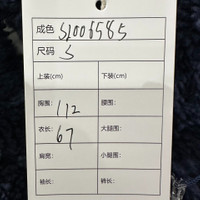 成色 S1006585
尺码 S
上装(cm) 下装(cm)
胸围: 112 腰围:
衣长: 67 大腿围:
肩宽: 小腿围:
袖长: 裤长: